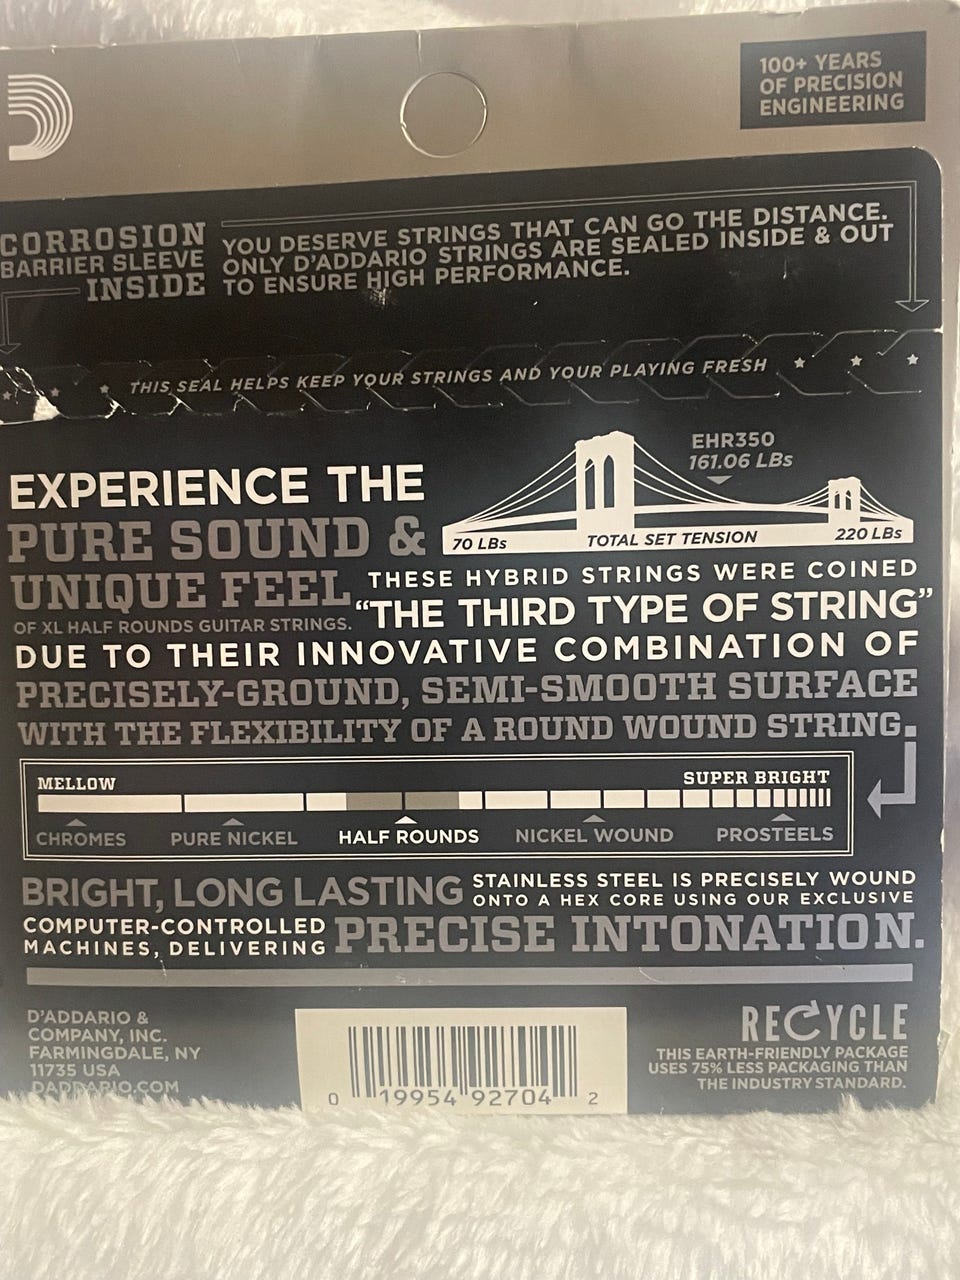 100+ YEARS
OF PRECISION
ENGINEERING
CORROSION
BARRIER SLEEVE
INSIDE
YOU DESERVE STRINGS THAT CAN GO THE DISTANCE.
ONLY D'ADDARIO STRINGS ARE SEALED INSIDE & OUT
TO ENSURE HIGH PERFORMANCE.
THIS SEAL HELPS KEEP YOUR STRINGS AND YOUR PLAYING FRESH
EHR350
161.06 LBs
70 LBs
TOTAL SET TENSION
220 LBs
EXPERIENCE THE
PURE SOUND &
UNIQUE FEEL
OF XL HALF ROUNDS GUITAR STRINGS.
THESE HYBRID STRINGS WERE COINED
"THE THIRD TYPE OF STRING"
DUE TO THEIR INNOVATIVE COMBINATION OF
PRECISELY-GROUND, SEMI-SMOOTH SURFACE
WITH THE FLEXIBILITY OF A ROUND WOUND STRING.
MELLOW
SUPER BRIGHT
CHROMES
PURE NICKEL
HALF ROUNDS
NICKEL WOUND
PROSTEELS
BRIGHT, LONG LASTING
STAINLESS STEEL IS PRECISELY WOUND
ONTO A HEX CORE USING OUR EXCLUSIVE
COMPUTER-CONTROLLED
MACHINES, DELIVERING
PRECISE INTONATION.
D'ADDARIO &
COMPANY, INC.
FARMINGDALE, NY
11735 USA
DADDARIO.COM
0 19954 92704 2
RECYCLE
THIS EARTH-FRIENDLY PACKAGE
USES 75% LESS PACKAGING THAN
THE INDUSTRY STANDARD.